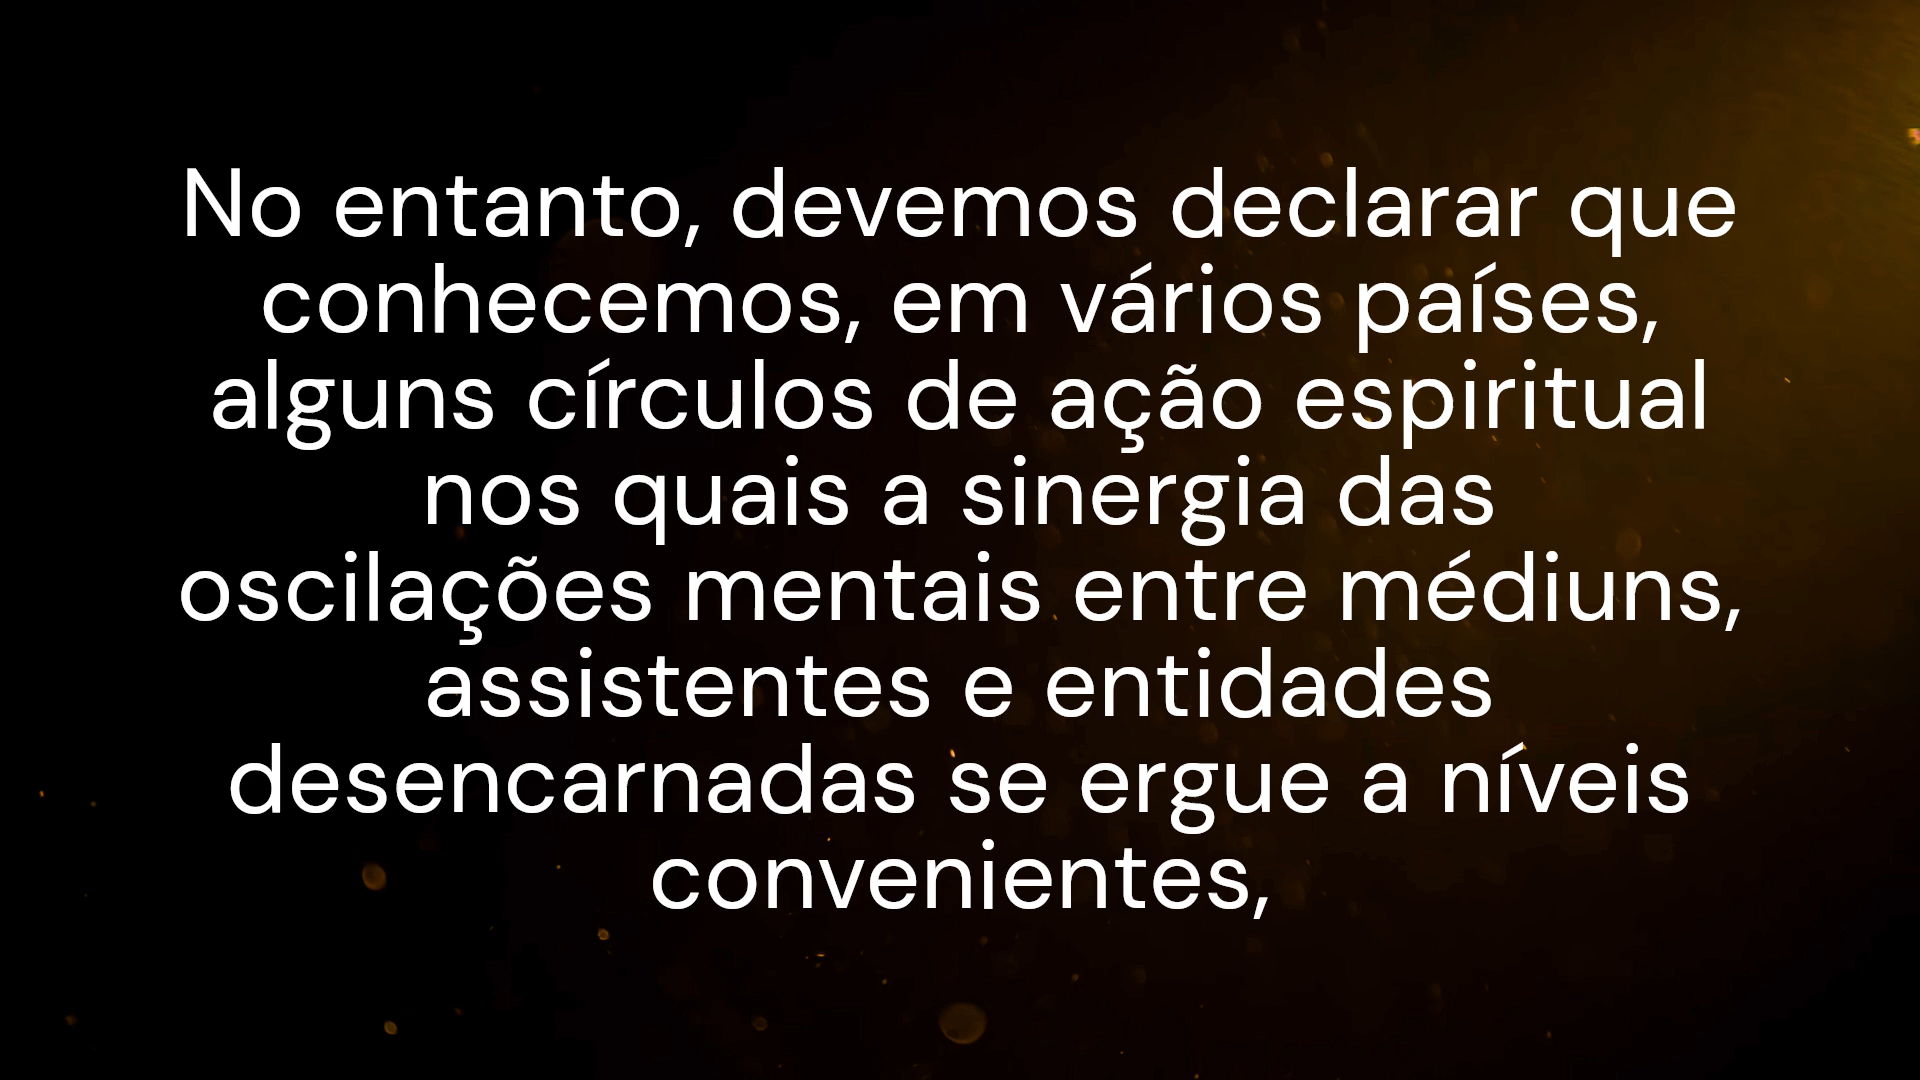 No entanto, devemos declarar que
conhecemos, em vários países,
alguns círculos de ação espiritual
nos quais a sinergia das
oscilações mentais entre médiuns,
assistentes e entidades
desencarnadas se ergue a níveis
convenientes,